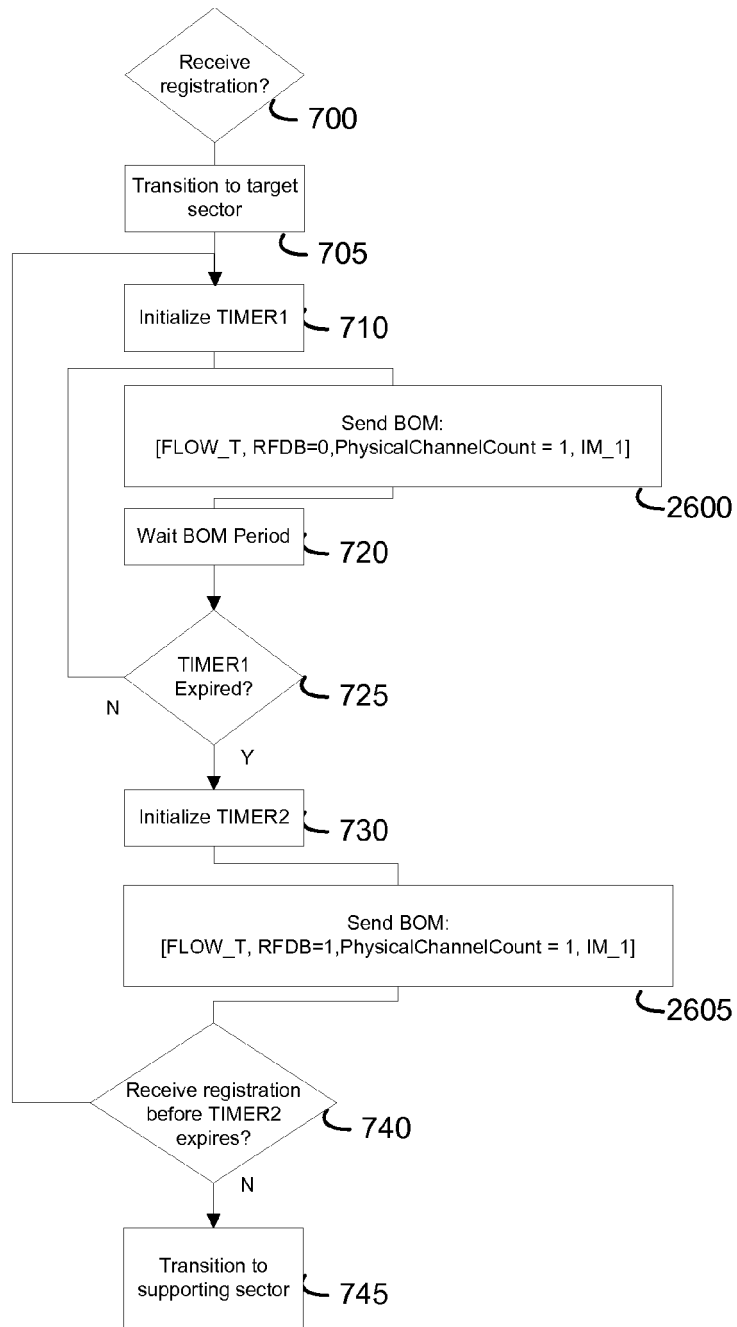 Receive
registration?
700
Transition to target
sector
705
Initialize TIMER1
710
Send BOM:
[FLOW_T, RFDB=0,PhysicalChannelCount = 1, IM_1]
2600
Wait BOM Period
720
TIMER1
Expired?
725
N
Y
Initialize TIMER2
730
Send BOM:
[FLOW_T, RFDB=1,PhysicalChannelCount = 1, IM_1]
2605
Receive registration
before TIMER2
expires?
740
N
Transition to
supporting sector
745